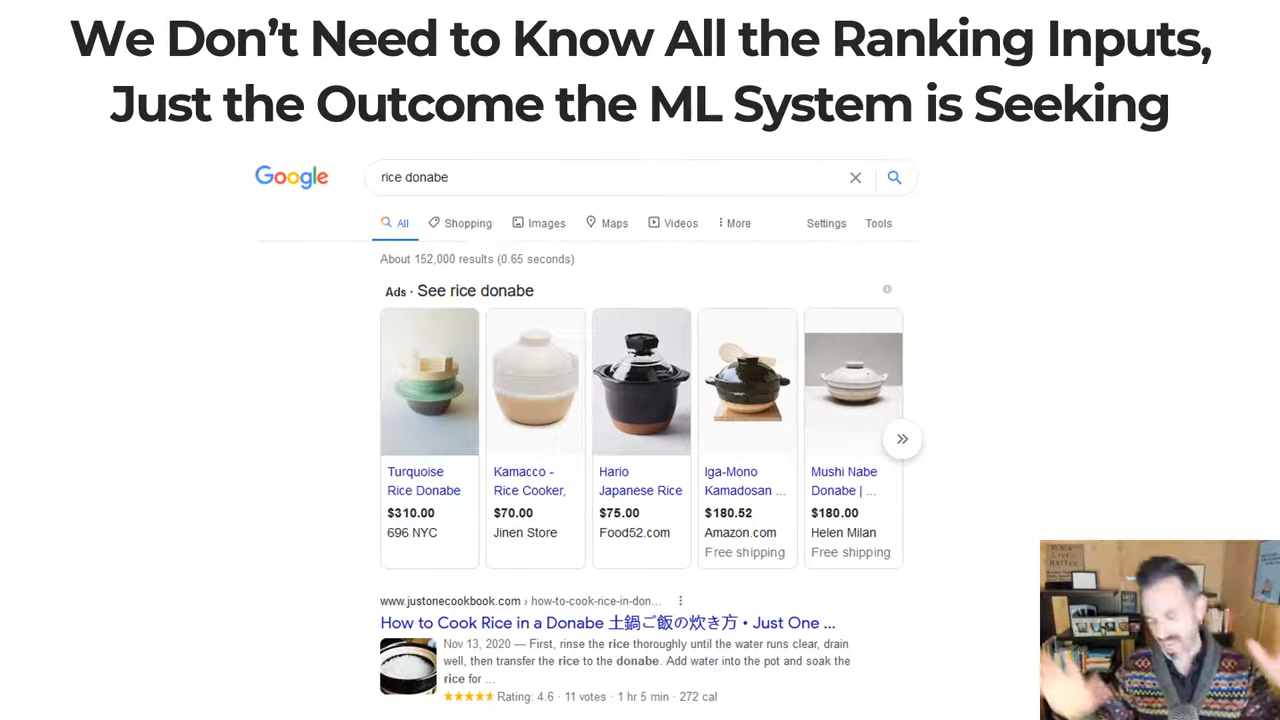 We Don’t Need to Know All the Ranking Inputs,
Just the Outcome the ML System is Seeking
Google
rice donabe
All Shopping Images Maps Videos More Settings Tools
About 152,000 results (0.65 seconds)
Ads · See rice donabe
Turquoise
Rice Donabe
$310.00
696 NYC
Kamacco -
Rice Cooker,
$70.00
Jinen Store
Hario
Japanese Rice
$75.00
Food52.com
Iga-Mono
Kamadosan ...
$180.52
Amazon.com
Free shipping
Mushi Nabe
Donabe | ...
$180.00
Helen Milan
Free shipping
www.justonecookbook.com › how-to-cook-rice-in-don...
How to Cook Rice in a Donabe 土鍋ご飯の炊き方 • Just One ...
Nov 13, 2020 — First, rinse the rice thoroughly until the water runs clear, drain
well, then transfer the rice to the donabe. Add water into the pot and soak the
rice for ...
Rating: 4.6 · 11 votes · 1 hr 5 min · 272 cal
LIVES